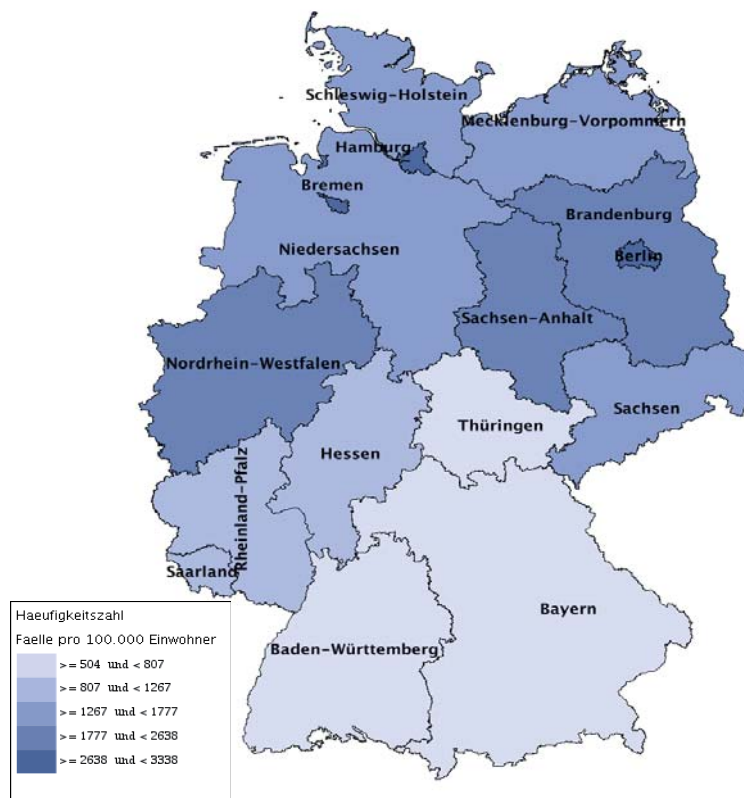 Schleswig-Holstein
Mecklenburg-Vorpommern
Hamburg
Bremen
Brandenburg
Niedersachsen
Berlin
Sachsen-Anhalt
Nordrhein-Westfalen
Sachsen
Thüringen
Hessen
Rheinland-Pfalz
Saarland
Bayern
Baden-Württemberg
Haeufigkeitszahl
Faelle pro 100.000 Einwohner
>= 504 und < 807
>= 807 und < 1267
>= 1267 und < 1777
>= 1777 und < 2638
>= 2638 und < 3338